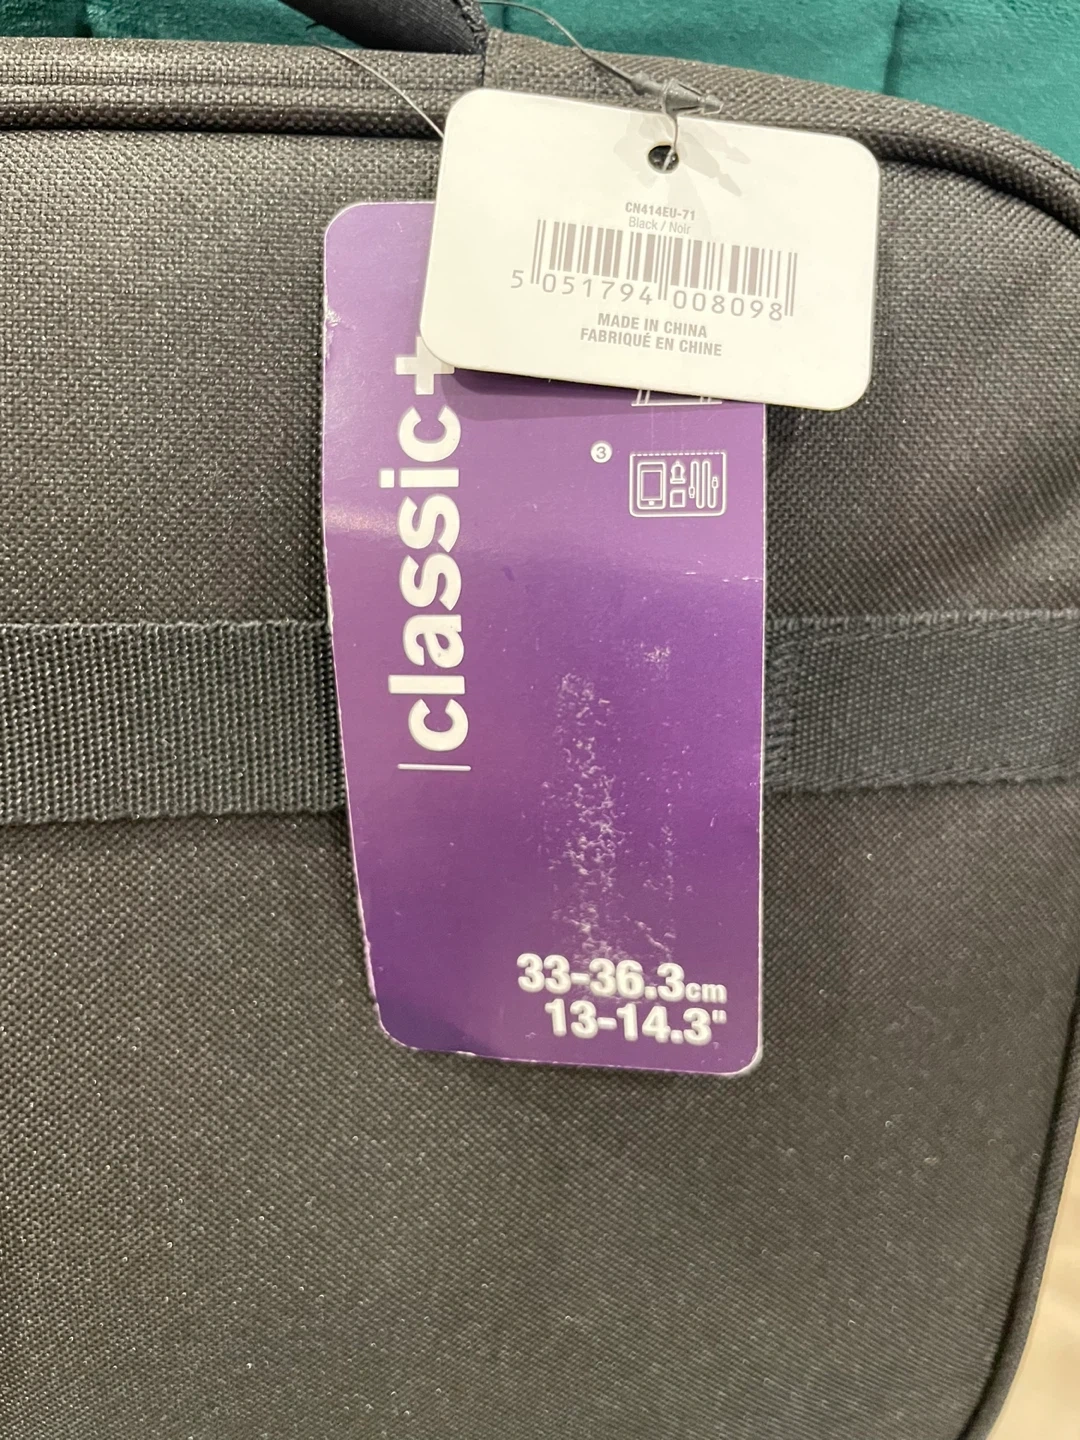 CN414EU-71
Black / Noir
5 051794 008098
MADE IN CHINA
FABRIQUÉ EN CHINE
classic+
3
33-36.3cm
13-14.3"